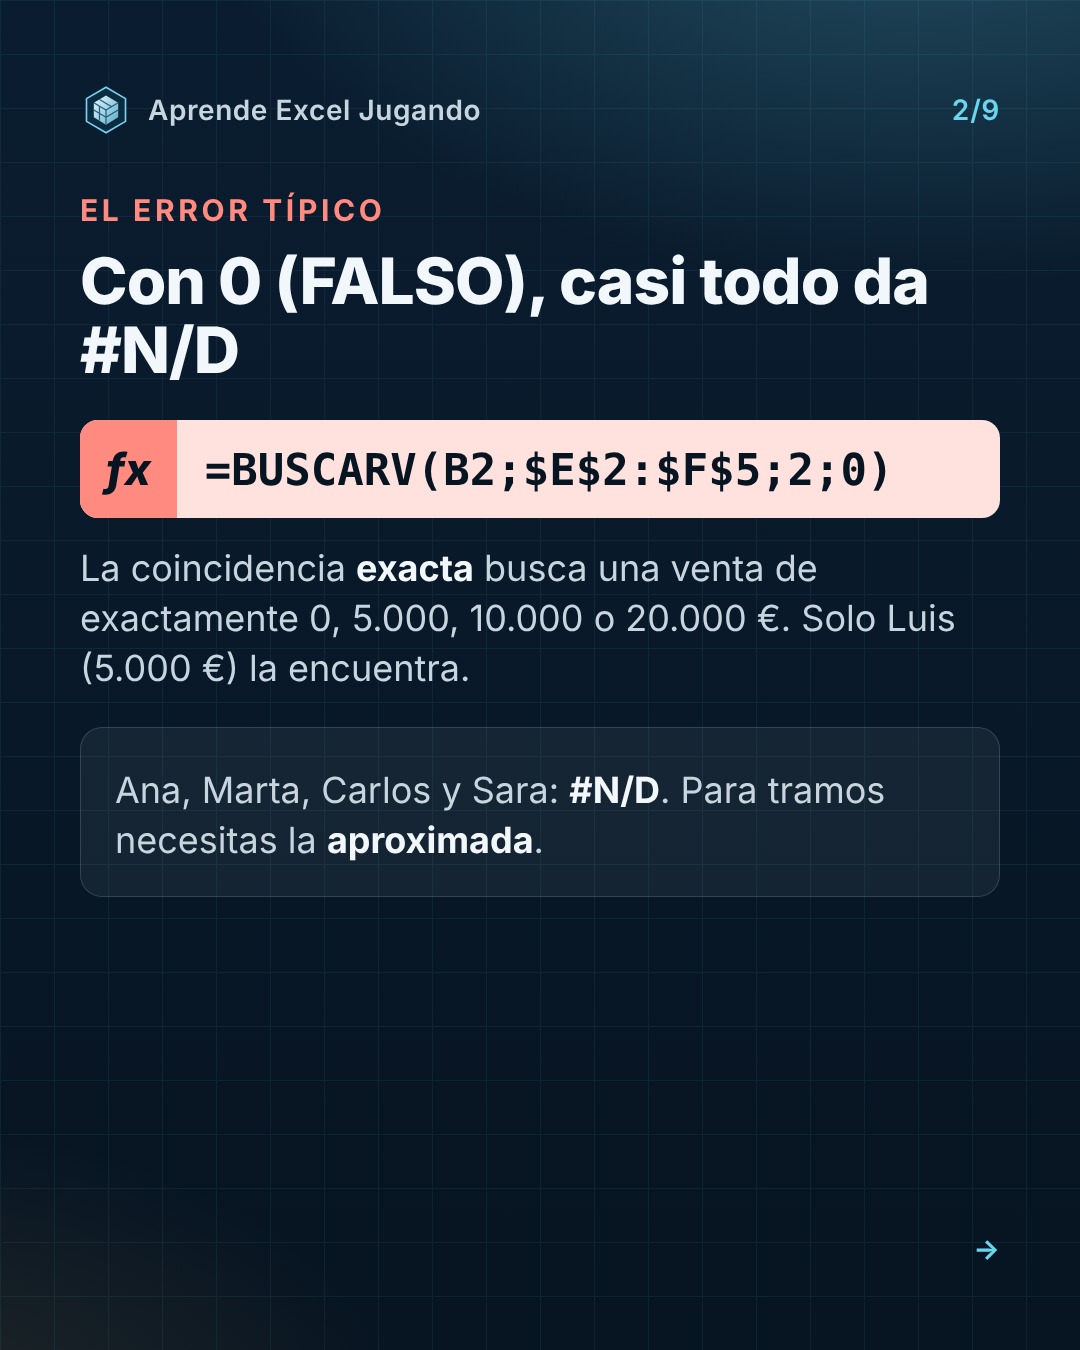 Aprende Excel Jugando
2/9
EL ERROR TÍPICO
Con 0 (FALSO), casi todo da
#N/D
fx =BUSCARV(B2;$E$2:$F$5;2;0)
La coincidencia exacta busca una venta de
exactamente 0, 5.000, 10.000 o 20.000 €. Solo Luis
(5.000 €) la encuentra.
Ana, Marta, Carlos y Sara: #N/D. Para tramos
necesitas la aproximada.
→